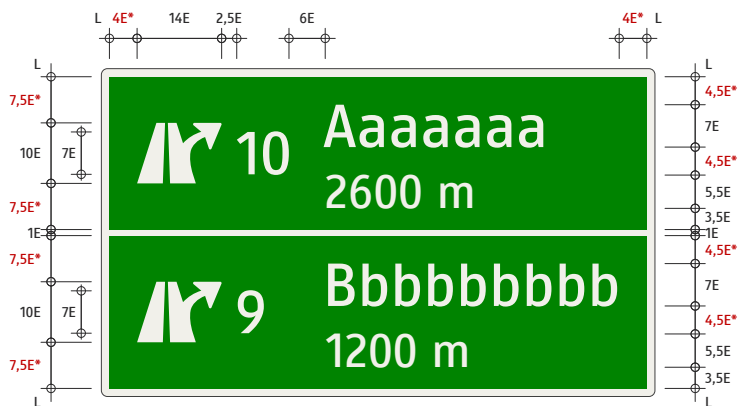 L 4E* 14E 2,5E 6E 4E* L
L
7,5E*
10E 7E
7,5E*
1E
7,5E*
10E 7E
7,5E*
L
10 Aaaaaaa
2600 m
9 Bbbbbbbbb
1200 m
L
4,5E*
7E
4,5E*
5,5E
3,5E
1E
4,5E*
7E
4,5E*
5,5E
3,5E
L